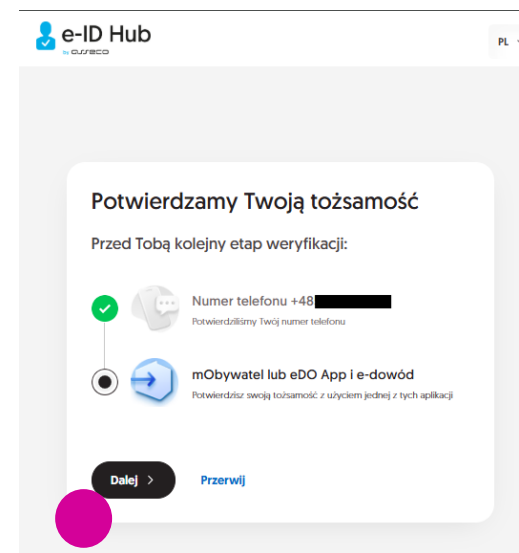 e-ID Hub
by asseco
PL
Potwierdzamy Twoją tożsamość
Przed Tobą kolejny etap weryfikacji:
Numer telefonu +48
Potwierdziliśmy Twój numer telefonu
mObywatel lub eDO App i e-dowód
Potwierdzisz swoją tożsamość z użyciem jednej z tych aplikacji
Dalej
Przerwij